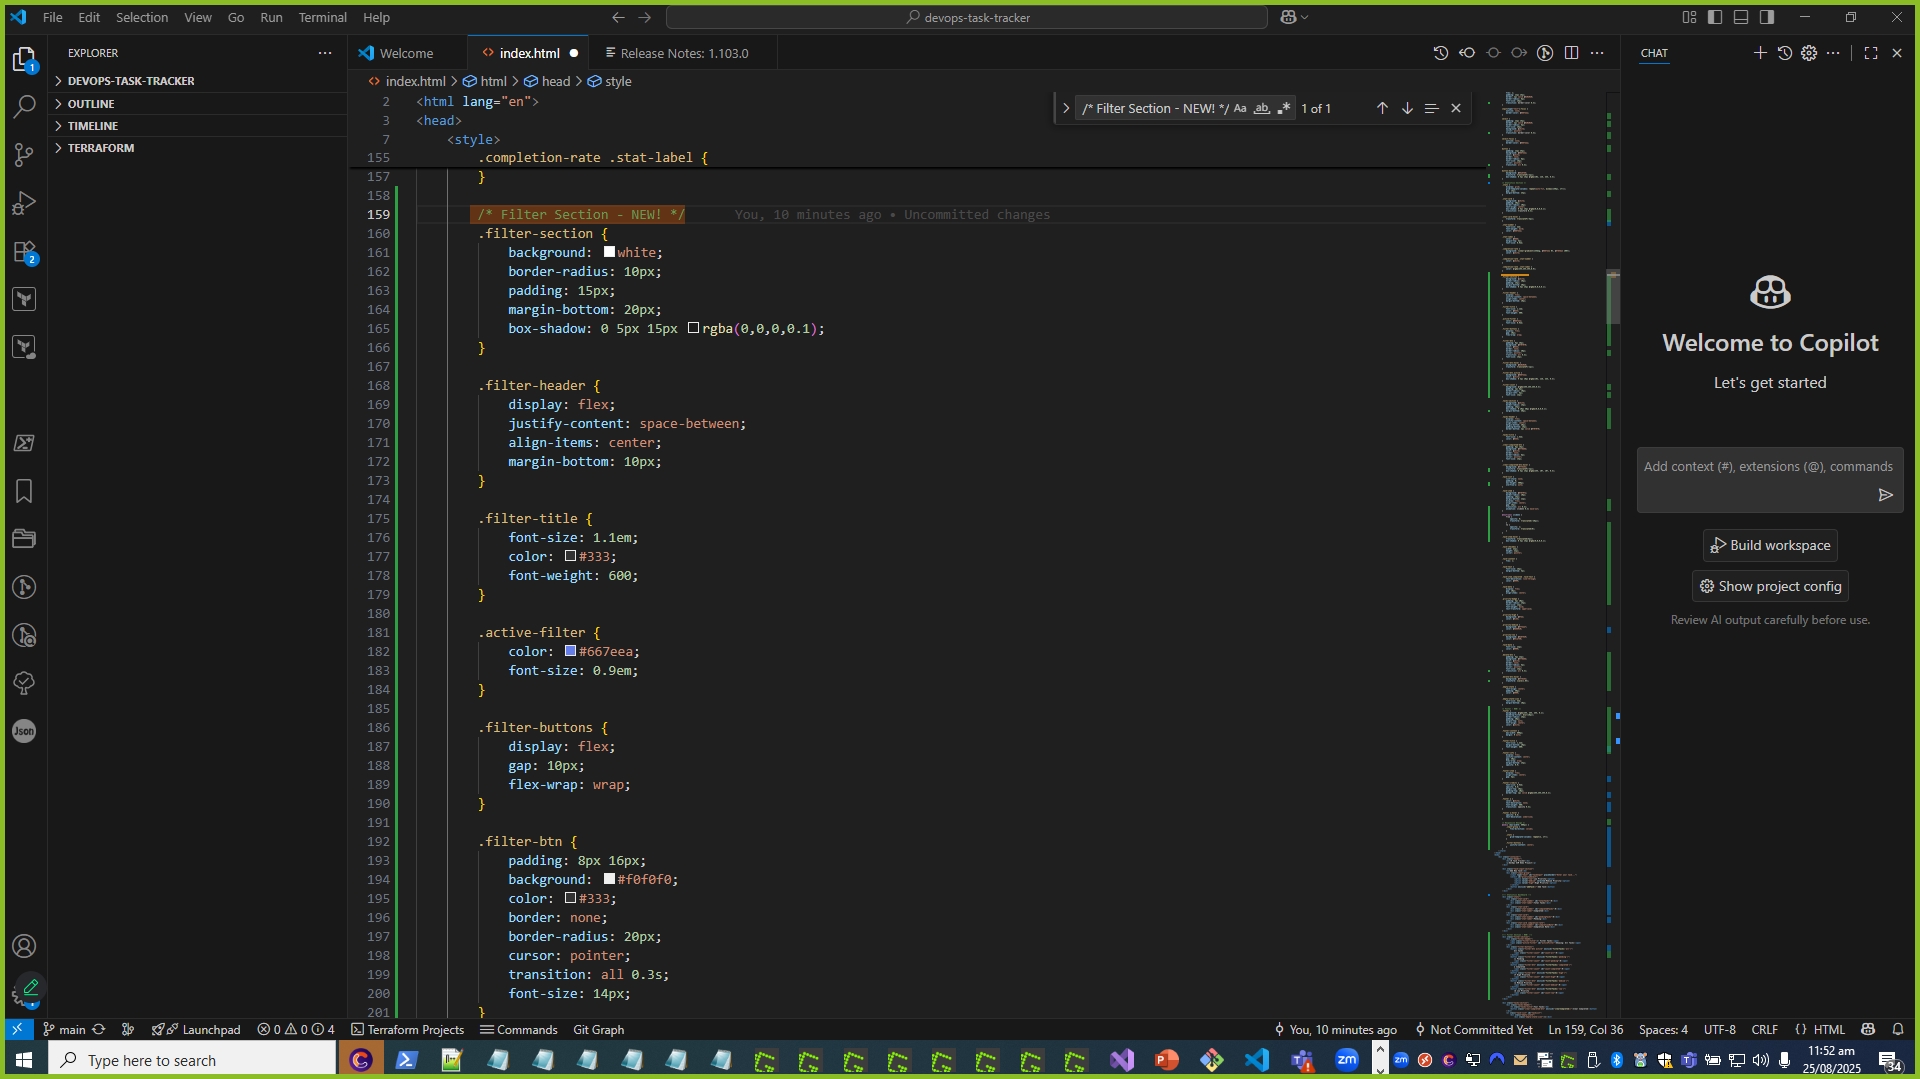 File Edit Selection View Go Run Terminal Help
devops-task-tracker
EXPLORER
DEVOPS-TASK-TRACKER
OUTLINE
TIMELINE
TERRAFORM
Welcome
index.html
Release Notes: 1.103.0
index.html > html > head > style
/* Filter Section - NEW! */ Aa ab 1 of 1
2 <html lang="en">
3 <head>
7 <style>
155 .completion-rate .stat-label {
157 }
158
159 /* Filter Section - NEW! */ You, 10 minutes ago • Uncommitted changes
160 .filter-section {
161 background: white;
162 border-radius: 10px;
163 padding: 15px;
164 margin-bottom: 20px;
165 box-shadow: 0 5px 15px rgba(0,0,0,0.1);
166 }
167
168 .filter-header {
169 display: flex;
170 justify-content: space-between;
171 align-items: center;
172 margin-bottom: 10px;
173 }
174
175 .filter-title {
176 font-size: 1.1em;
177 color: #333;
178 font-weight: 600;
179 }
180
181 .active-filter {
182 color: #667eea;
183 font-size: 0.9em;
184 }
185
186 .filter-buttons {
187 display: flex;
188 gap: 10px;
189 flex-wrap: wrap;
190 }
191
192 .filter-btn {
193 padding: 8px 16px;
194 background: #f0f0f0;
195 color: #333;
196 border: none;
197 border-radius: 20px;
198 cursor: pointer;
199 transition: all 0.3s;
200 font-size: 14px;
201 }
CHAT
Welcome to Copilot
Let's get started
Add context (#), extensions (@), commands
Build workspace
Show project config
Review AI output carefully before use.
1
2
Json
main
Launchpad
0 0 4
Terraform Projects
Commands
Git Graph
You, 10 minutes ago
Not Committed Yet
Ln 159, Col 36
Spaces: 4
UTF-8
CRLF
{} HTML
Type here to search
zm
zm
11:52 am
25/08/2025
34